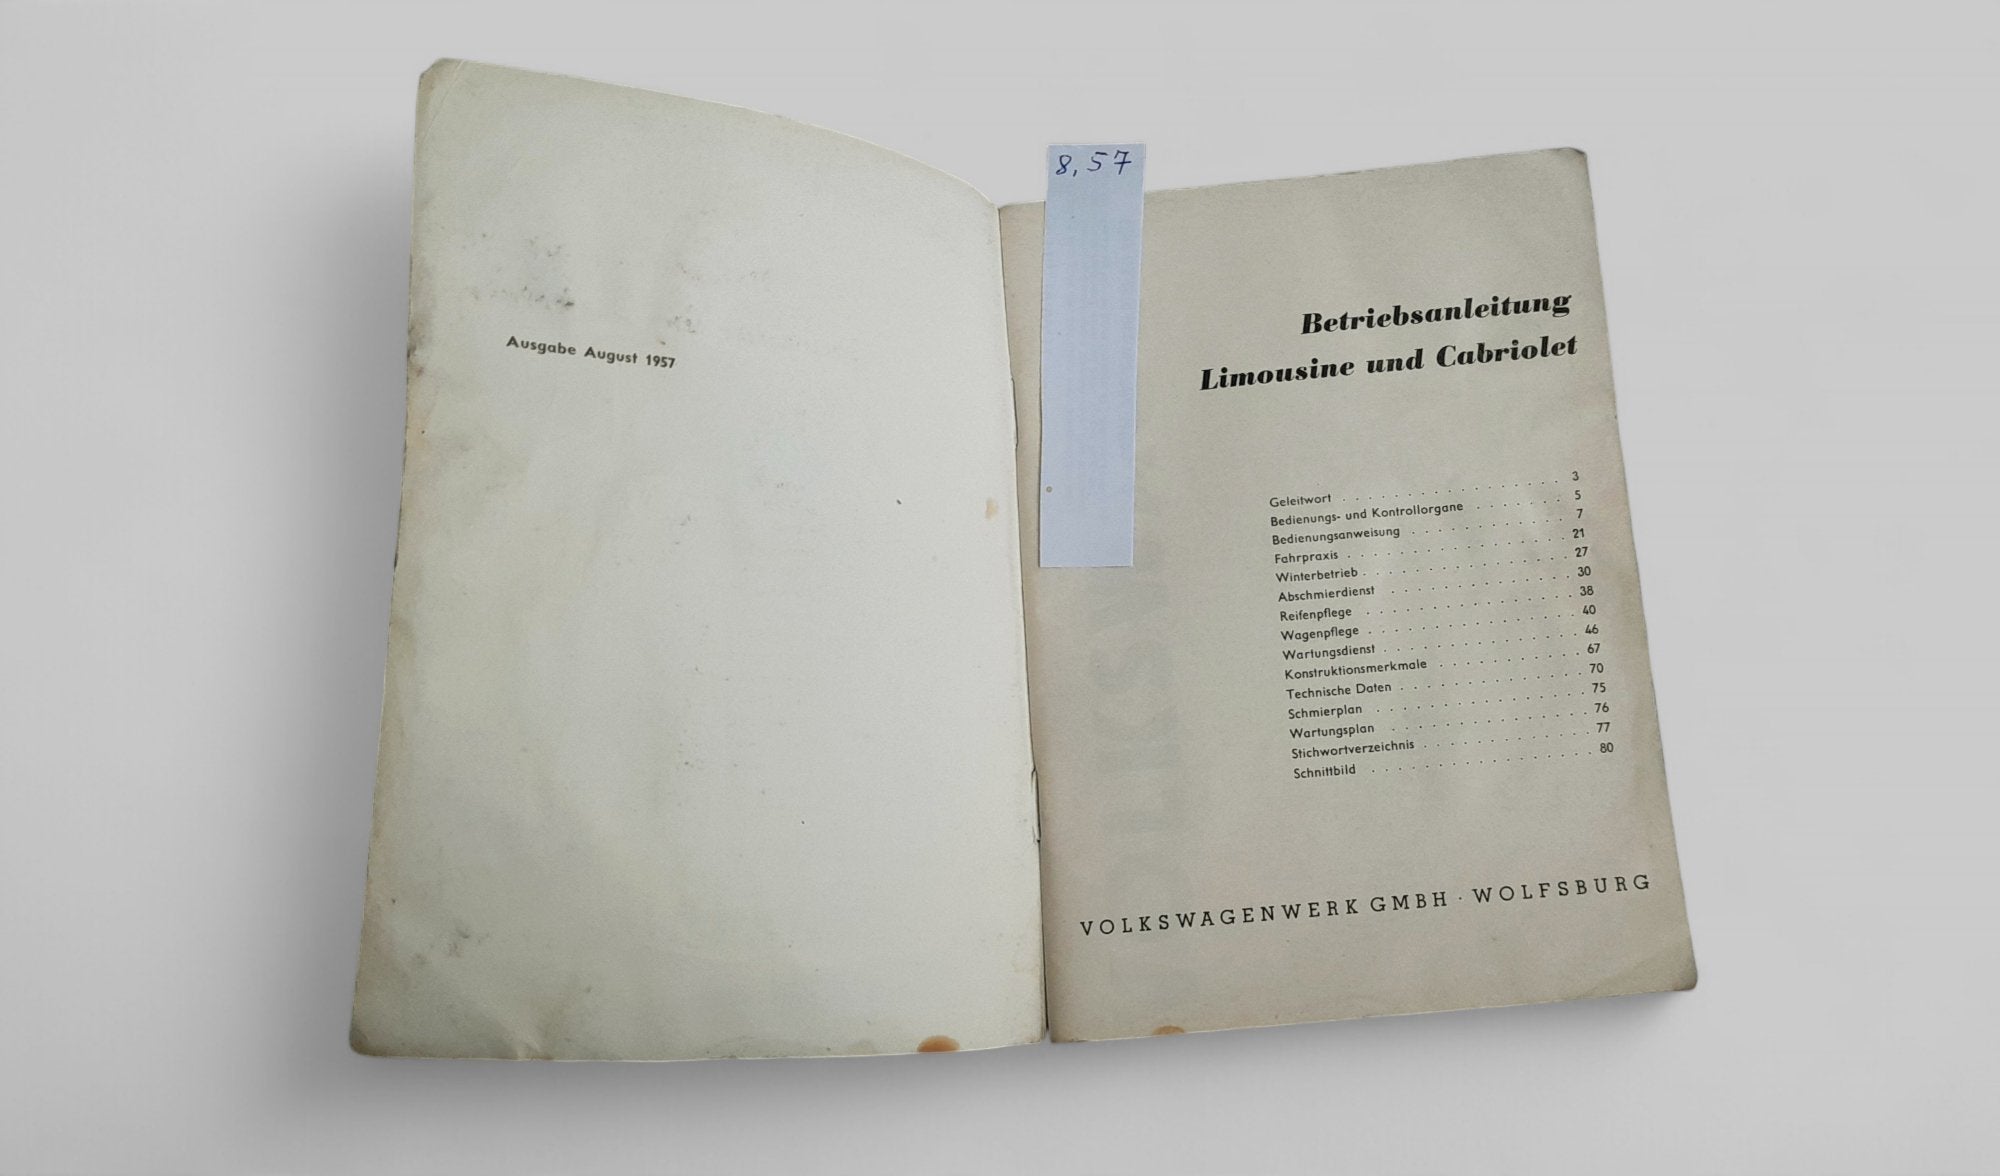 Ausgabe August 1957
8,57
Betriebsanleitung
Limousine und Cabriolet
Geleitwort . . . . . . . . . . . . . . . . . 3
Bedienungs- und Kontrollorgane . . . . . . . 5
Bedienungsanweisung . . . . . . . . . . . . 7
Fahrpraxis . . . . . . . . . . . . . . . . . 21
Winterbetrieb . . . . . . . . . . . . . . . . 27
Abschmierdienst . . . . . . . . . . . . . . 30
Reifenpflege . . . . . . . . . . . . . . . . 38
Wagenpflege . . . . . . . . . . . . . . . . 40
Wartungsdienst . . . . . . . . . . . . . . . 46
Konstruktionsmerkmale . . . . . . . . . . . 67
Technische Daten . . . . . . . . . . . . . . 70
Schmierplan . . . . . . . . . . . . . . . . 75
Wartungsplan . . . . . . . . . . . . . . . 76
Stichwortverzeichnis . . . . . . . . . . . . 77
Schnittbild . . . . . . . . . . . . . . . . . 80
VOLKSWAGENWERK GMBH · WOLFSBURG